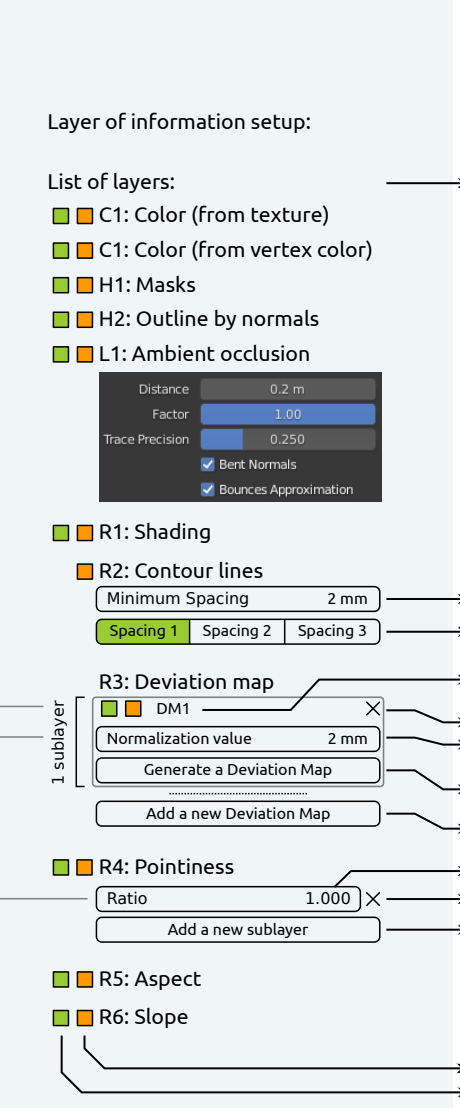 Layer of information setup:
List of layers:
C1: Color (from texture)
C1: Color (from vertex color)
H1: Masks
H2: Outline by normals
L1: Ambient occlusion
Distance 0.2 m
Factor 1.00
Trace Precision 0.250
Bent Normals
Bounces Approximation
R1: Shading
R2: Contour lines
Minimum Spacing 2 mm
Spacing 1 Spacing 2 Spacing 3
R3: Deviation map
1 sublayer
DM1
Normalization value 2 mm
Generate a Deviation Map
Add a new Deviation Map
R4: Pointiness
Ratio 1.000
Add a new sublayer
R5: Aspect
R6: Slope